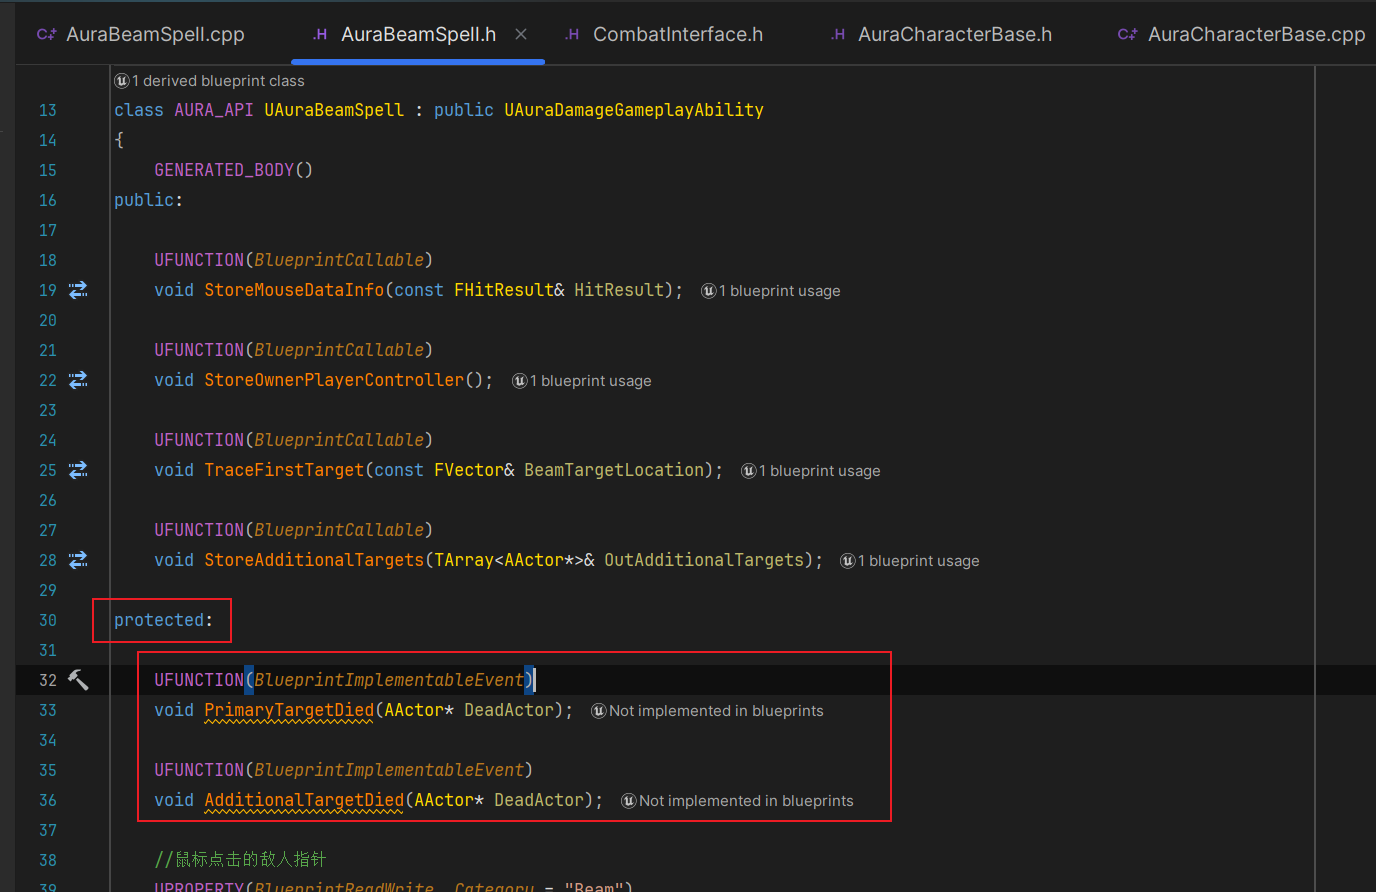 AuraBeamSpell.cpp
.H AuraBeamSpell.h
.H CombatInterface.h
.H AuraCharacterBase.h
AuraCharacterBase.cpp
1 derived blueprint class
13 class AURA_API UAuraBeamSpell : public UAuraDamageGameplayAbility
14 {
15 GENERATED_BODY()
16 public:
17
18 UFUNCTION(BlueprintCallable)
19 void StoreMouseDataInfo(const FHitResult& HitResult); 1 blueprint usage
20
21 UFUNCTION(BlueprintCallable)
22 void StoreOwnerPlayerController(); 1 blueprint usage
23
24 UFUNCTION(BlueprintCallable)
25 void TraceFirstTarget(const FVector& BeamTargetLocation); 1 blueprint usage
26
27 UFUNCTION(BlueprintCallable)
28 void StoreAdditionalTargets(TArray<AActor*>& OutAdditionalTargets); 1 blueprint usage
29
30 protected:
31
32 UFUNCTION(BlueprintImplementableEvent)
33 void PrimaryTargetDied(AActor* DeadActor); Not implemented in blueprints
34
35 UFUNCTION(BlueprintImplementableEvent)
36 void AdditionalTargetDied(AActor* DeadActor); Not implemented in blueprints
37
38 //鼠标点击的敌人指针
39 UPROPERTY(BlueprintReadWrite, Category = "Beam")